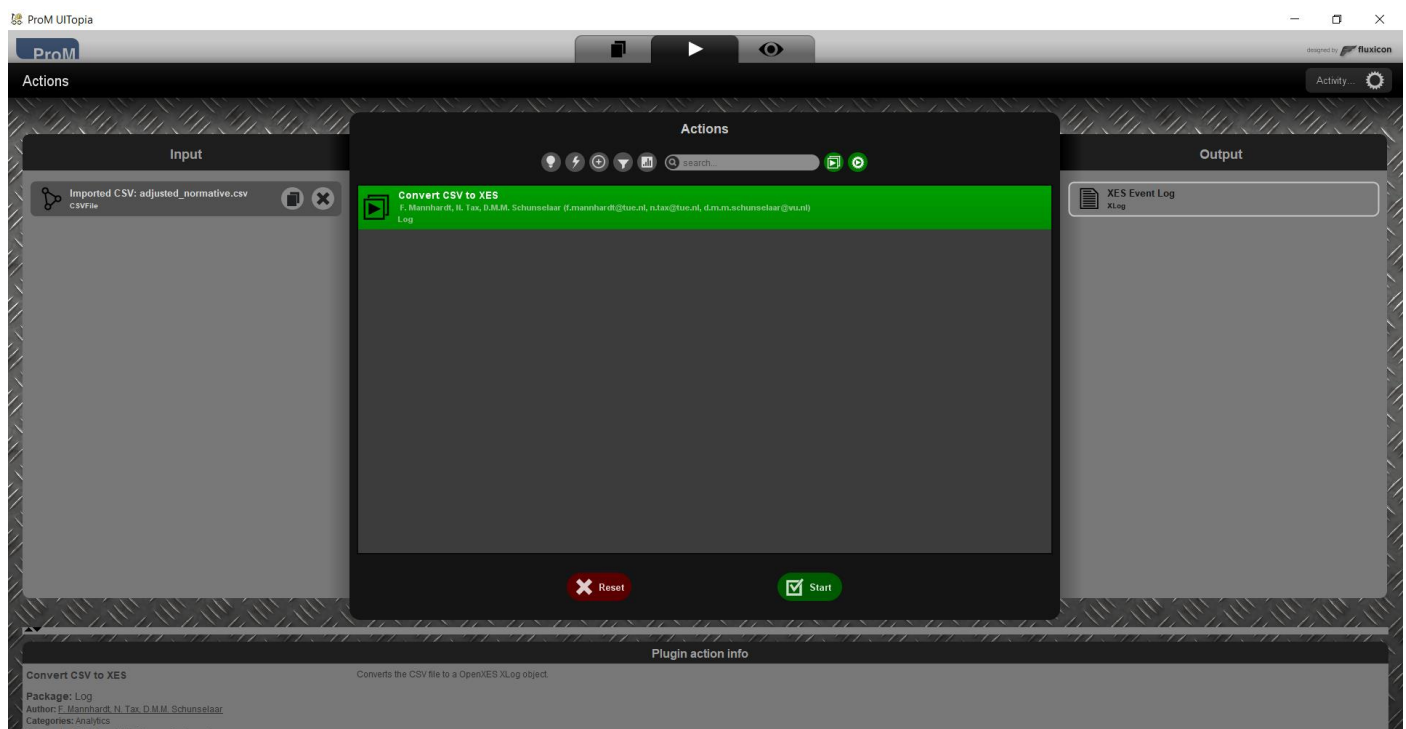 ProM UITopia
ProM
designed by fluxicon
Actions
Activity...
Input
Imported CSV: adjusted_normative.csv
CSVFile
Actions
search...
Convert CSV to XES
F. Mannhardt, N. Tax, D.M.M. Schunselaar (f.mannhardt@tue.nl, n.tax@tue.nl, d.m.m.schunselaar@vu.nl)
Log
Reset
Start
Output
XES Event Log
XLog
Plugin action info
Convert CSV to XES
Converts the CSV file to a OpenXES XLog object.
Package: Log
Author: F. Mannhardt, N. Tax, D.M.M. Schunselaar
Categories: Analytics